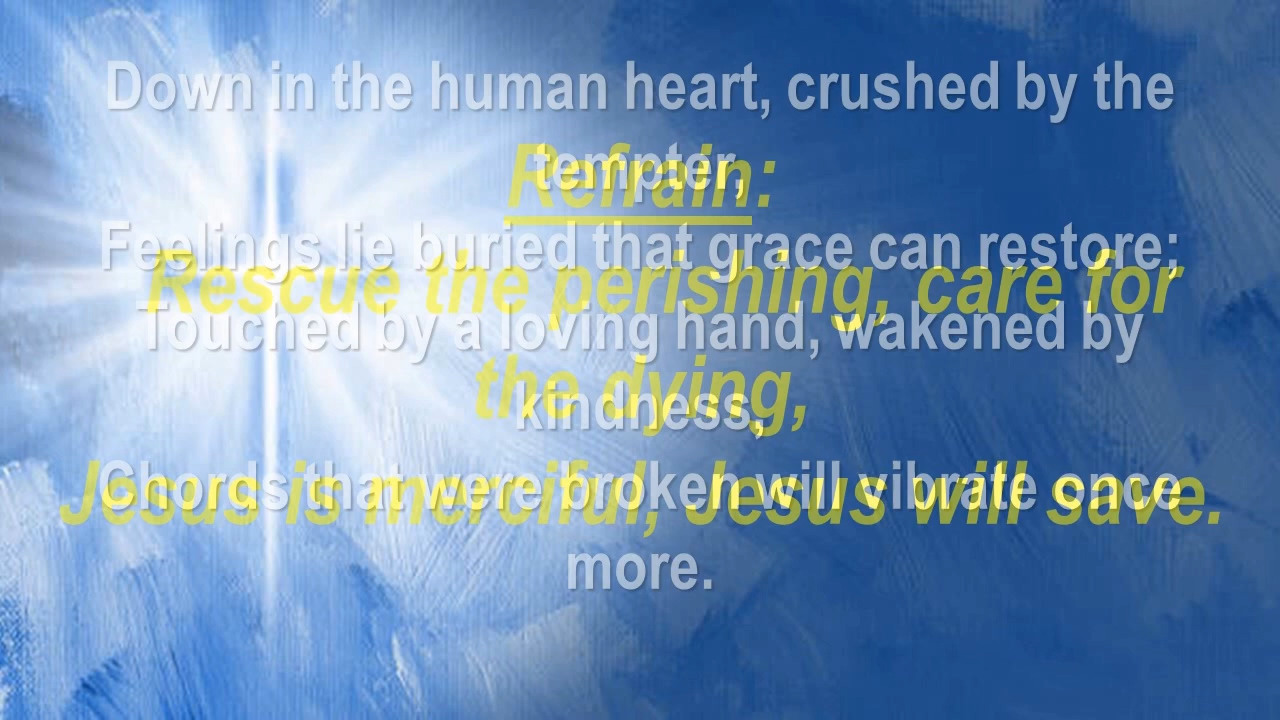 Down in the human heart, crushed by the
tempter,
Feelings lie buried that grace can restore;
Touched by a loving hand, wakened by
kindness,
Chords that were broken will vibrate once
more.
Refrain:
Rescue the perishing, care for
the dying,
Jesus is merciful, Jesus will save.